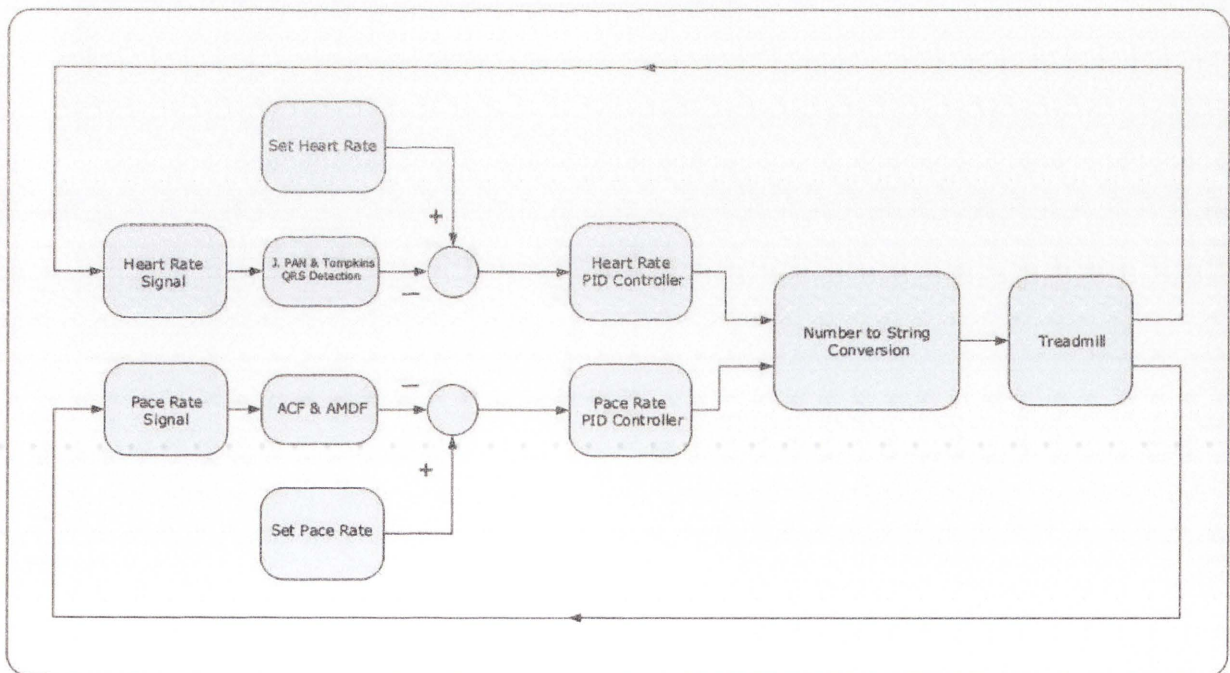 Set Heart Rate
+
Heart Rate
Signal
J. PAN & Tompkins
QRS Detection
−
Heart Rate
PID Controller
Number to String
Conversion
Treadmill
Pace Rate
Signal
ACF & AMDF
−
+
Pace Rate
PID Controller
Set Pace Rate